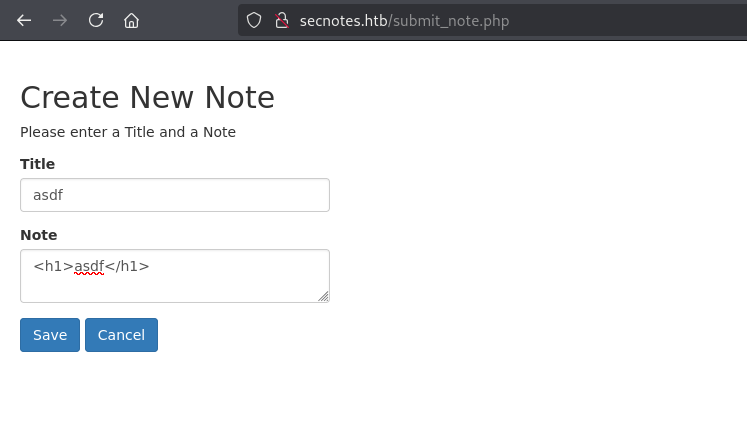 secnotes.htb/submit_note.php
Create New Note
Please enter a Title and a Note
Title
asdf
Note
<h1>asdf</h1>
Save Cancel